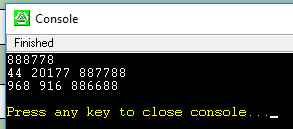 Console
Finished
888778
44 20177 887788
968 916 886688
Press any key to close console...